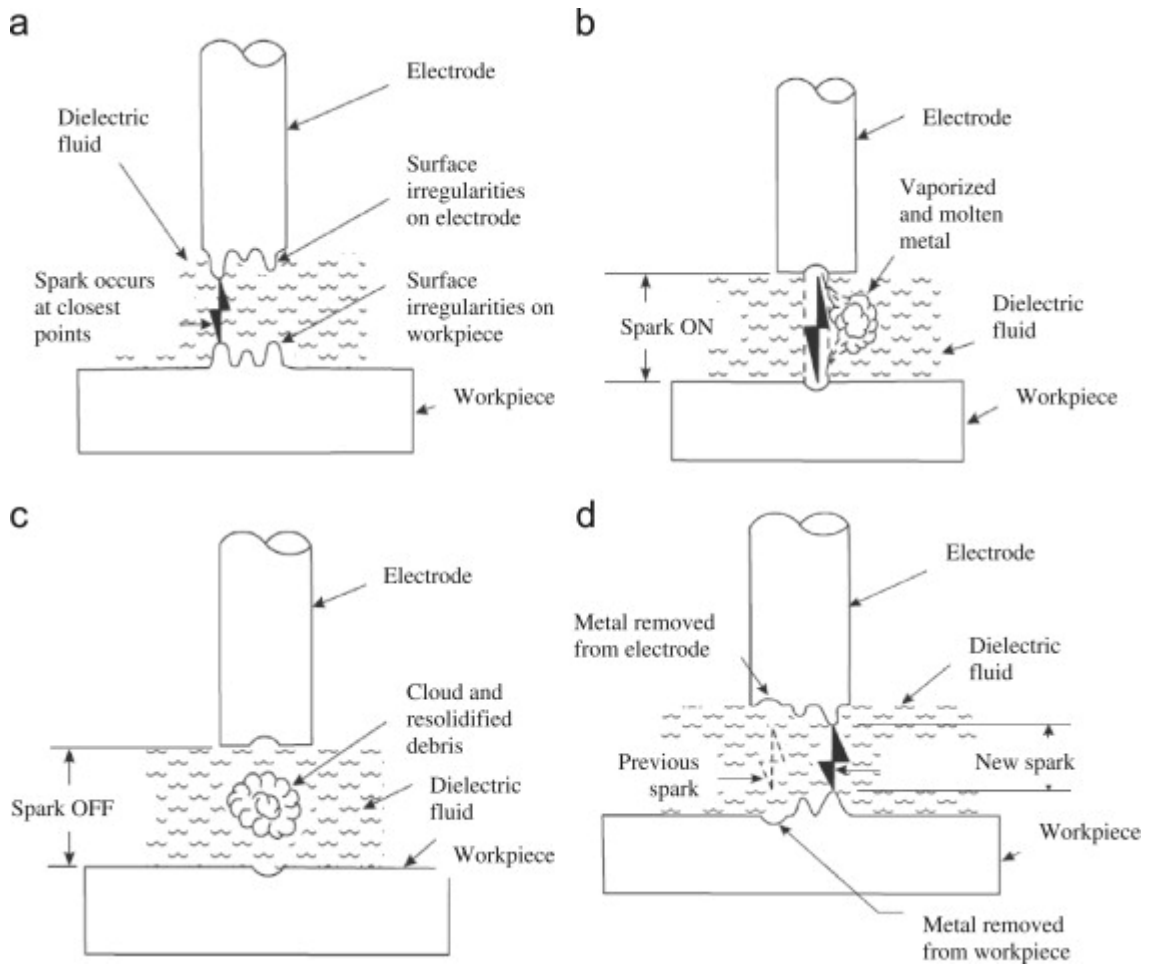 a
Electrode
Dielectric
fluid
Surface
irregularities
on electrode
Spark occurs
at closest
points
Surface
irregularities on
workpiece
Workpiece
b
Electrode
Vaporized
and molten
metal
Spark ON
Dielectric
fluid
Workpiece
c
Electrode
Cloud and
resolidified
debris
Spark OFF
Dielectric
fluid
Workpiece
d
Electrode
Metal removed
from electrode
Dielectric
fluid
Previous
spark
New spark
Workpiece
Metal removed
from workpiece